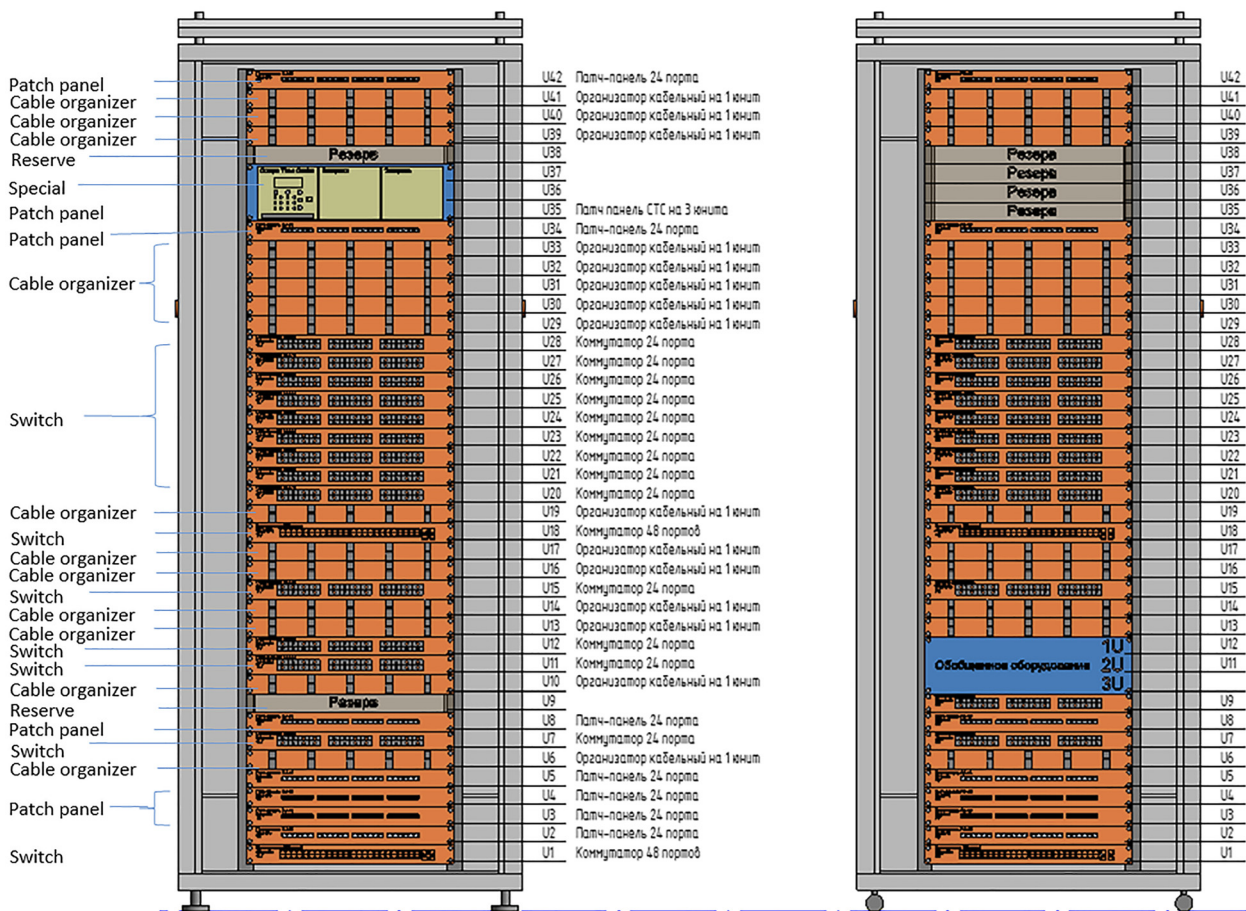 Patch panel
Cable organizer
Cable organizer
Cable organizer
Reserve
Special
Patch panel
Patch panel
Cable organizer
Switch
Cable organizer
Switch
Cable organizer
Cable organizer
Switch
Cable organizer
Cable organizer
Switch
Switch
Cable organizer
Reserve
Patch panel
Switch
Cable organizer
Patch panel
Switch
Резерв
Резерв
U42 Патч-панель 24 порта
U41 Организатор кабельный на 1 юнит
U40 Организатор кабельный на 1 юнит
U39 Организатор кабельный на 1 юнит
U38
U37
U36
U35 Патч панель СТС на 3 юнита
U34 Патч-панель 24 порта
U33 Организатор кабельный на 1 юнит
U32 Организатор кабельный на 1 юнит
U31 Организатор кабельный на 1 юнит
U30 Организатор кабельный на 1 юнит
U29 Организатор кабельный на 1 юнит
U28 Коммутатор 24 порта
U27 Коммутатор 24 порта
U26 Коммутатор 24 порта
U25 Коммутатор 24 порта
U24 Коммутатор 24 порта
U23 Коммутатор 24 порта
U22 Коммутатор 24 порта
U21 Коммутатор 24 порта
U20 Коммутатор 24 порта
U19 Организатор кабельный на 1 юнит
U18 Коммутатор 48 портов
U17 Организатор кабельный на 1 юнит
U16 Организатор кабельный на 1 юнит
U15 Коммутатор 24 порта
U14 Организатор кабельный на 1 юнит
U13 Организатор кабельный на 1 юнит
U12 Коммутатор 24 порта
U11 Коммутатор 24 порта
U10 Организатор кабельный на 1 юнит
U9
U8 Патч-панель 24 порта
U7 Коммутатор 24 порта
U6 Организатор кабельный на 1 юнит
U5 Патч-панель 24 порта
U4 Патч-панель 24 порта
U3 Патч-панель 24 порта
U2 Патч-панель 24 порта
U1 Коммутатор 48 портов
Резерв
Резерв
Резерв
Резерв
Обобщенное оборудование
1U
2U
3U
U42
U41
U40
U39
U38
U37
U36
U35
U34
U33
U32
U31
U30
U29
U28
U27
U26
U25
U24
U23
U22
U21
U20
U19
U18
U17
U16
U15
U14
U13
U12
U11
U9
U8
U7
U6
U5
U4
U3
U2
U1